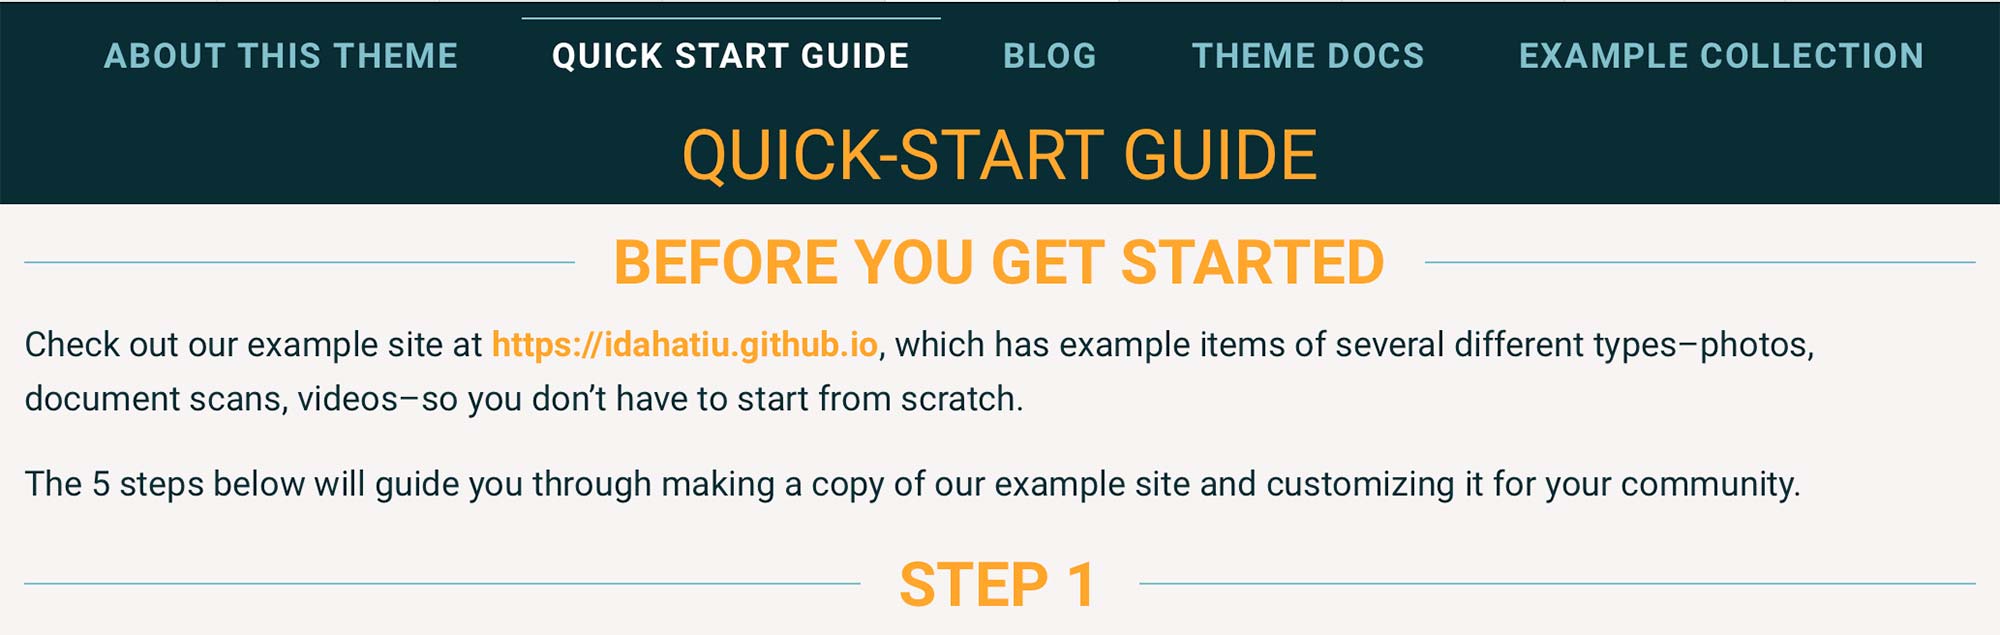 ABOUT THIS THEME QUICK START GUIDE BLOG THEME DOCS EXAMPLE COLLECTION
QUICK-START GUIDE
BEFORE YOU GET STARTED
Check out our example site at https://idahatiu.github.io, which has example items of several different types–photos,
document scans, videos–so you don’t have to start from scratch.
The 5 steps below will guide you through making a copy of our example site and customizing it for your community.
STEP 1